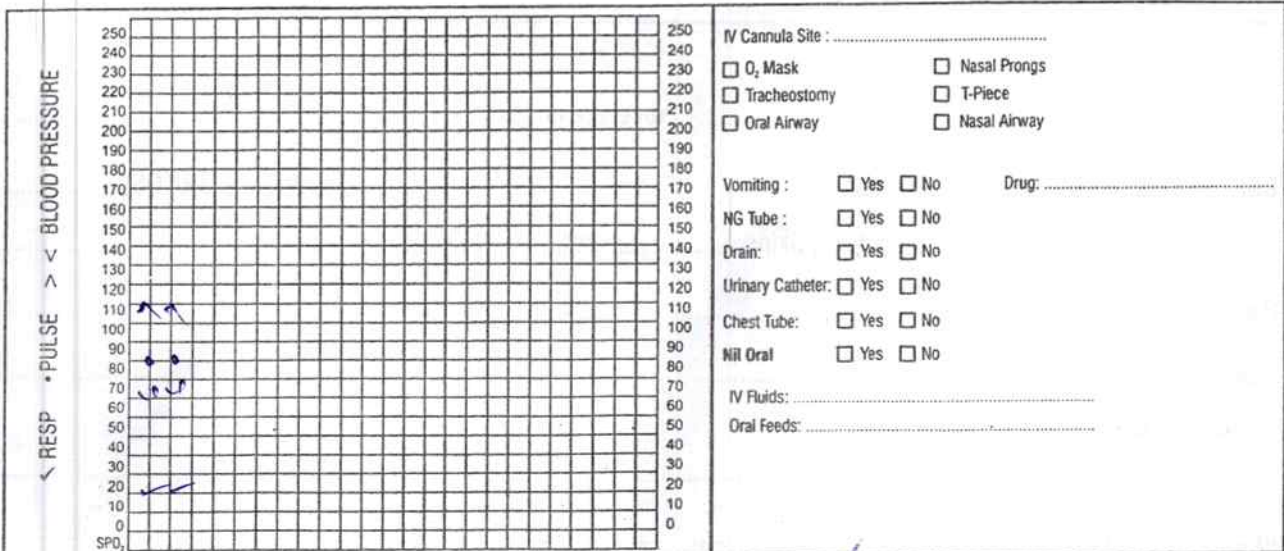 < RESP • PULSE > < BLOOD PRESSURE
250 250
240 240
230 230
220 220
210 210
200 200
190 190
180 180
170 170
160 160
150 150
140 140
130 130
120 120
110 110
100 100
90 90
80 80
70 70
60 60
50 50
40 40
30 30
20 20
10 10
0 0
SPO₂
IV Cannula Site : ..........
☐ O₂ Mask ☐ Nasal Prongs
☐ Tracheostomy ☐ T-Piece
☐ Oral Airway ☐ Nasal Airway
Vomiting : ☐ Yes ☐ No Drug: ..........
NG Tube : ☐ Yes ☐ No
Drain: ☐ Yes ☐ No
Urinary Catheter: ☐ Yes ☐ No
Chest Tube: ☐ Yes ☐ No
Nil Oral ☐ Yes ☐ No
IV Fluids: ..........
Oral Feeds: ..........